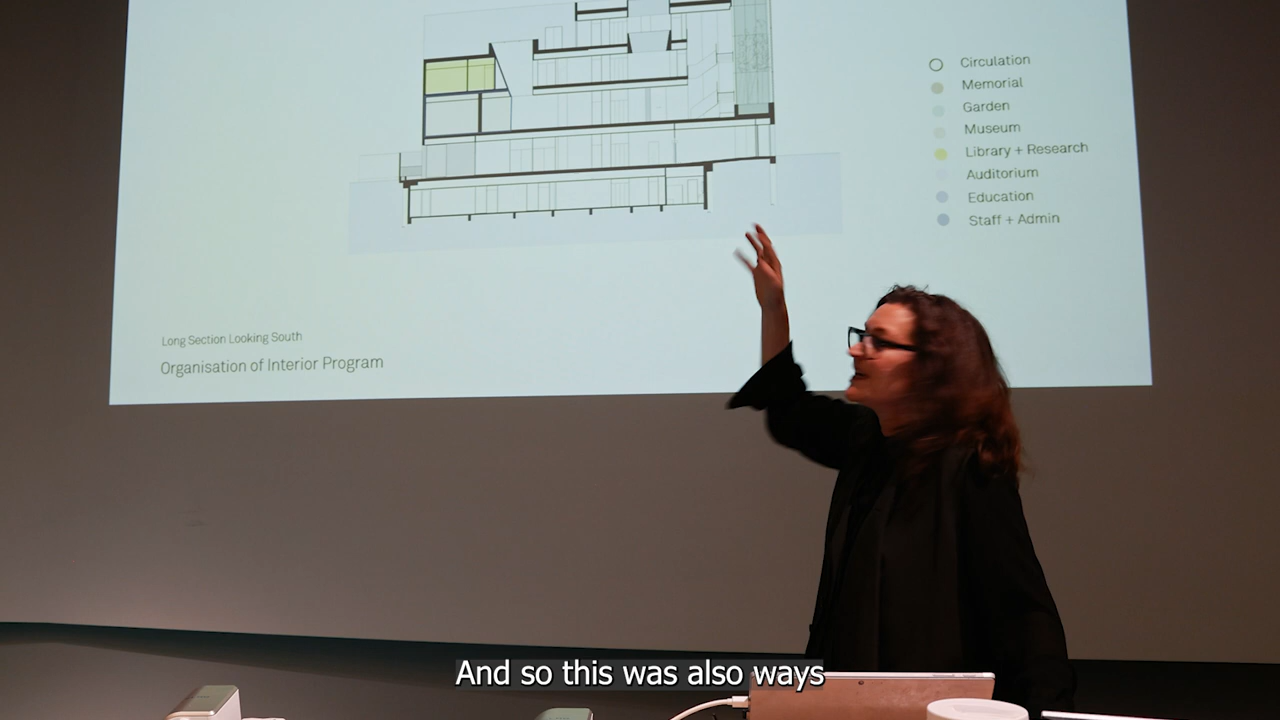 Circulation
Memorial
Garden
Museum
Library + Research
Auditorium
Education
Staff + Admin
Long Section Looking South
Organisation of Interior Program
And so this was also ways